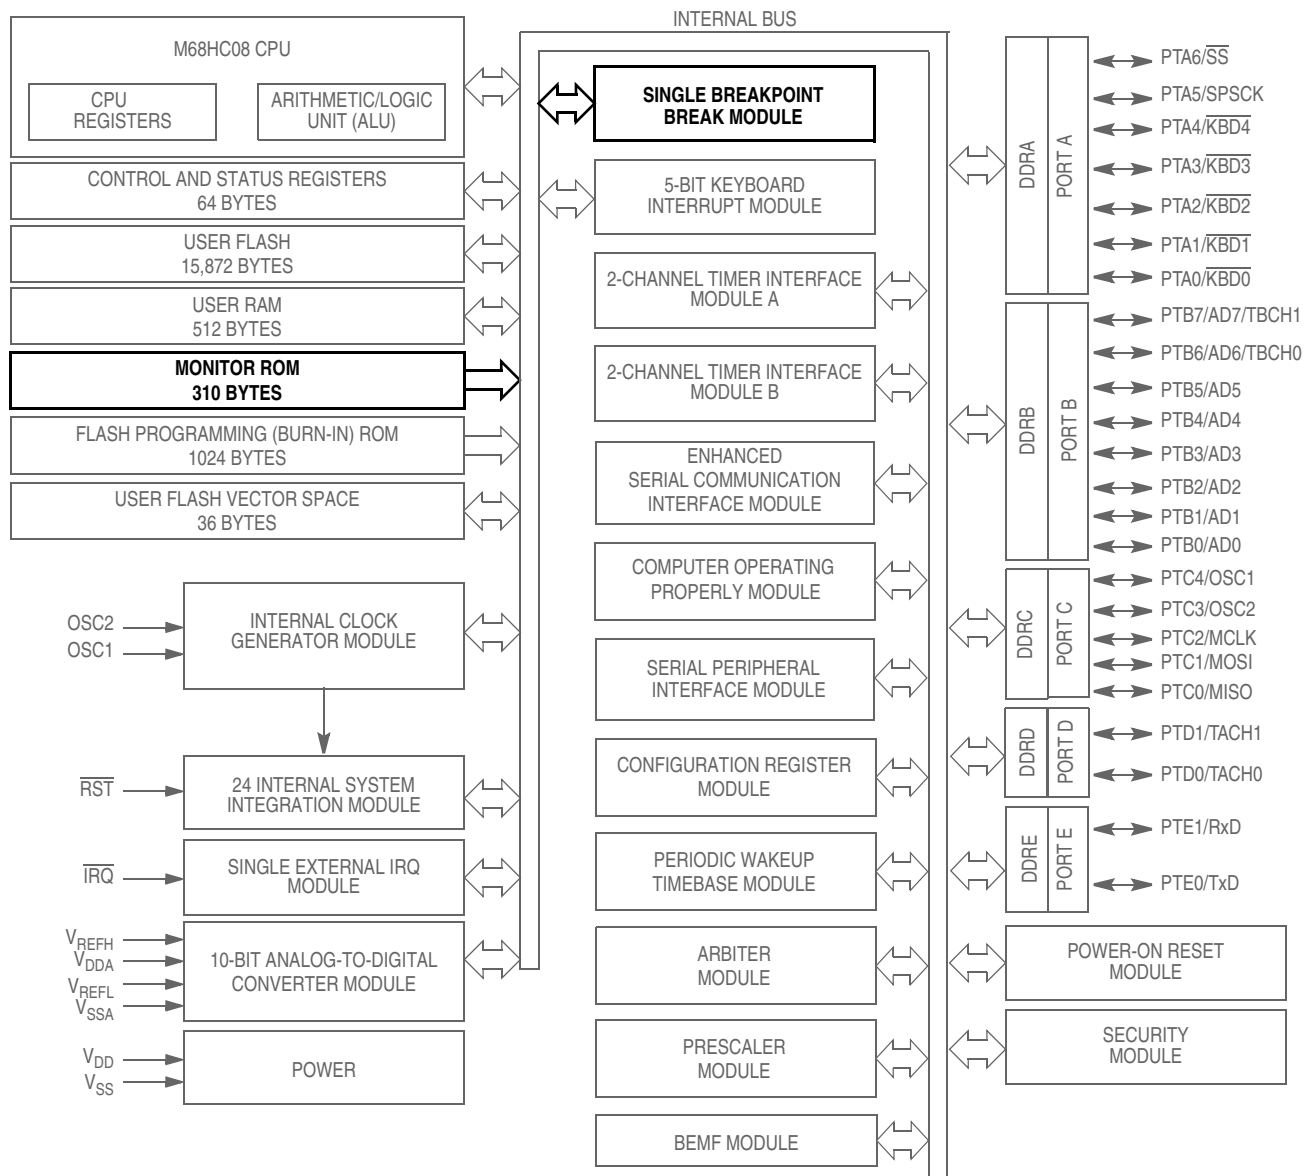 INTERNAL BUS
M68HC08 CPU
CPU
REGISTERS
ARITHMETIC/LOGIC
UNIT (ALU)
CONTROL AND STATUS REGISTERS
64 BYTES
USER FLASH
15,872 BYTES
USER RAM
512 BYTES
MONITOR ROM
310 BYTES
FLASH PROGRAMMING (BURN-IN) ROM
1024 BYTES
USER FLASH VECTOR SPACE
36 BYTES
OSC2
OSC1
INTERNAL CLOCK
GENERATOR MODULE
RST
24 INTERNAL SYSTEM
INTEGRATION MODULE
IRQ
SINGLE EXTERNAL IRQ
MODULE
VREFH
VDDA
VREFL
VSSA
10-BIT ANALOG-TO-DIGITAL
CONVERTER MODULE
VDD
VSS
POWER
SINGLE BREAKPOINT
BREAK MODULE
5-BIT KEYBOARD
INTERRUPT MODULE
2-CHANNEL TIMER INTERFACE
MODULE A
2-CHANNEL TIMER INTERFACE
MODULE B
ENHANCED
SERIAL COMMUNICATION
INTERFACE MODULE
COMPUTER OPERATING
PROPERLY MODULE
SERIAL PERIPHERAL
INTERFACE MODULE
CONFIGURATION REGISTER
MODULE
PERIODIC WAKEUP
TIMEBASE MODULE
ARBITER
MODULE
PRESCALER
MODULE
BEMF MODULE
DDRA
PORT A
PTA6/SS
PTA5/SPSCK
PTA4/KBD4
PTA3/KBD3
PTA2/KBD2
PTA1/KBD1
PTA0/KBD0
DDRB
PORT B
PTB7/AD7/TBCH1
PTB6/AD6/TBCH0
PTB5/AD5
PTB4/AD4
PTB3/AD3
PTB2/AD2
PTB1/AD1
PTB0/AD0
DDRC
PORT C
PTC4/OSC1
PTC3/OSC2
PTC2/MCLK
PTC1/MOSI
PTC0/MISO
DDRD
PORT D
PTD1/TACH1
PTD0/TACH0
DDRE
PORT E
PTE1/RxD
PTE0/TxD
POWER-ON RESET
MODULE
SECURITY
MODULE